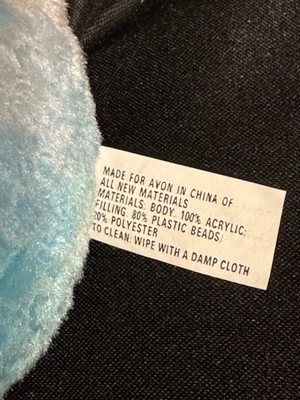 MADE FOR AVON IN CHINA OF
ALL NEW MATERIALS
MATERIALS: BODY: 100% ACRYLIC;
FILLING: 80% PLASTIC BEADS/
20% POLYESTER
TO CLEAN, WIPE WITH A DAMP CLOTH